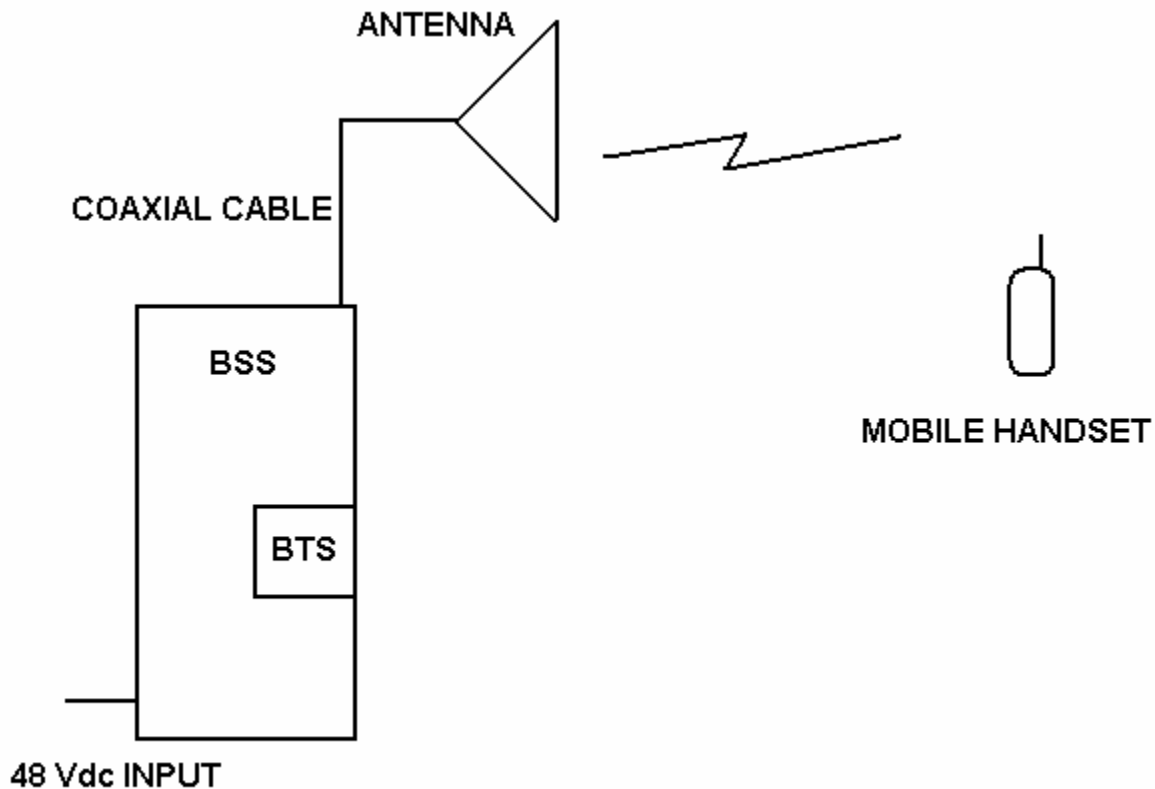 ANTENNA
COAXIAL CABLE
BSS
MOBILE HANDSET
BTS
48 Vdc INPUT